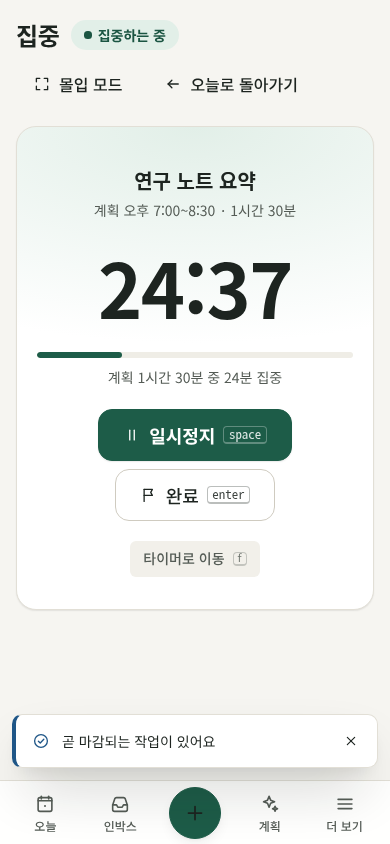 집중
집중하는 중
몰입 모드
오늘로 돌아가기
연구 노트 요약
계획 오후 7:00~8:30 · 1시간 30분
24:37
계획 1시간 30분 중 24분 집중
일시정지 space
완료 enter
타이머로 이동 f
곧 마감되는 작업이 있어요
오늘
인박스
계획
더 보기